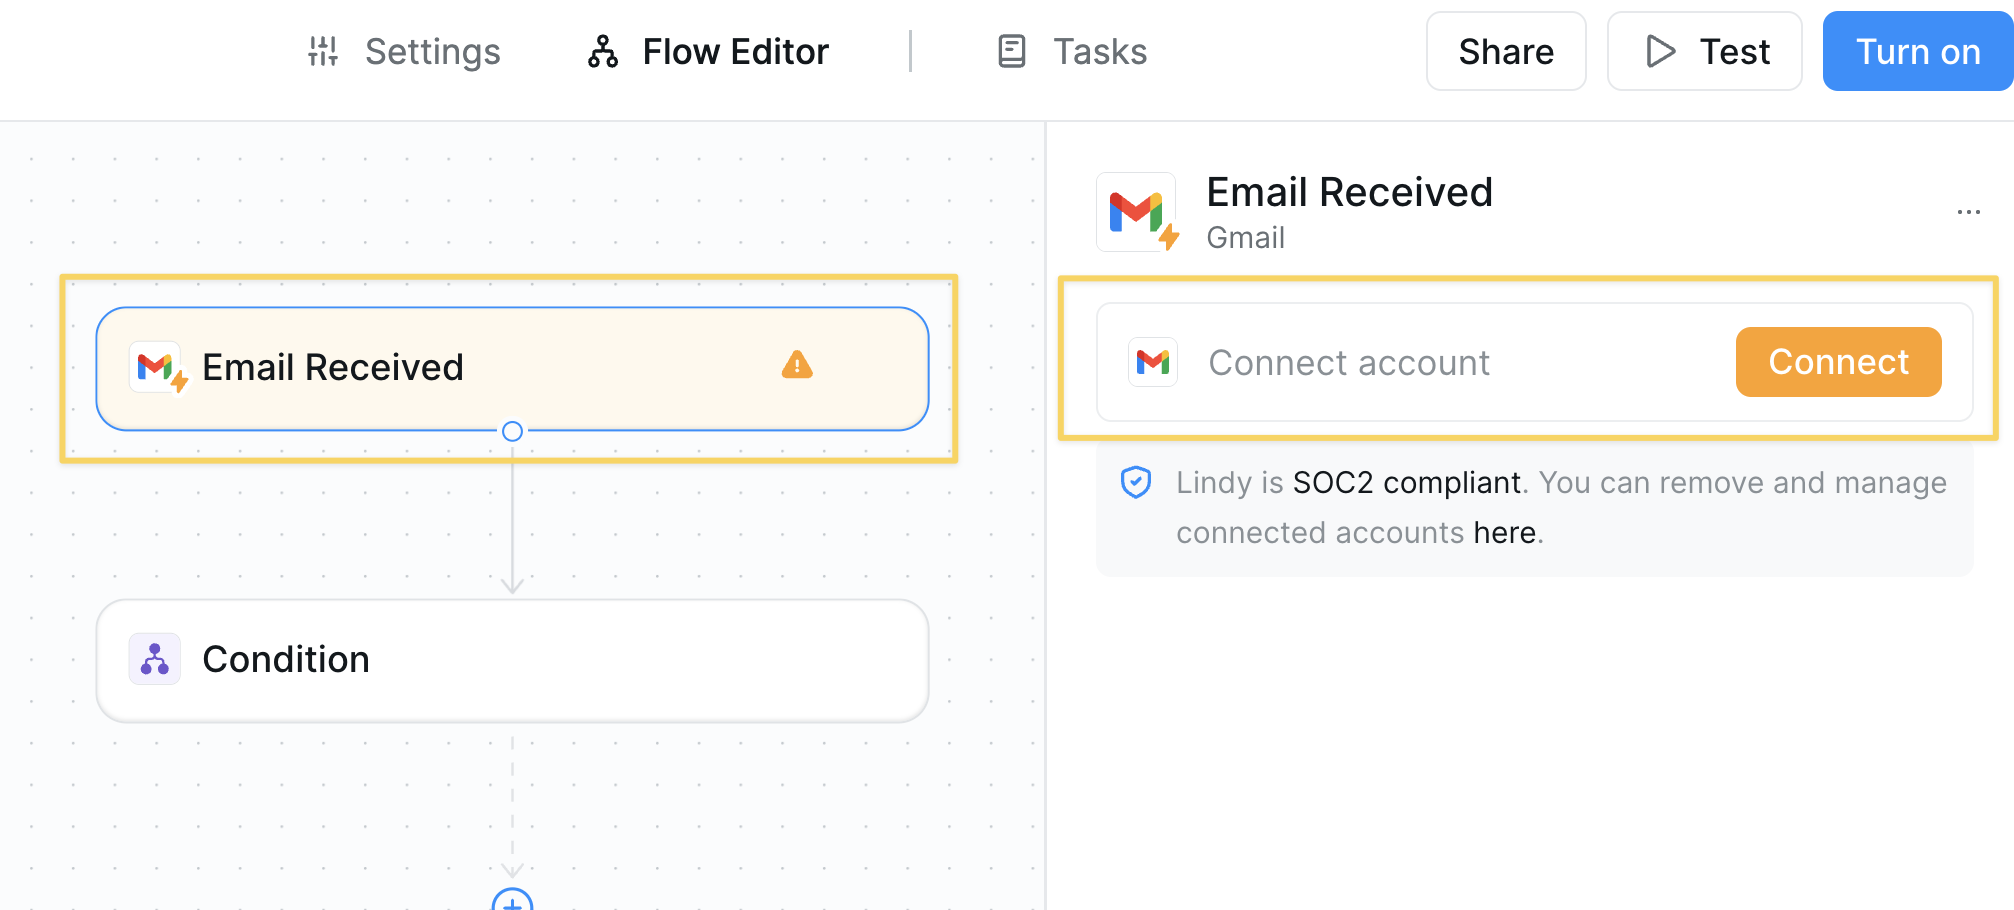 Settings
Flow Editor
Tasks
Share
Test
Turn on
Email Received
Condition
Email Received
Gmail
...
Connect account
Connect
Lindy is SOC2 compliant. You can remove and manage
connected accounts here.